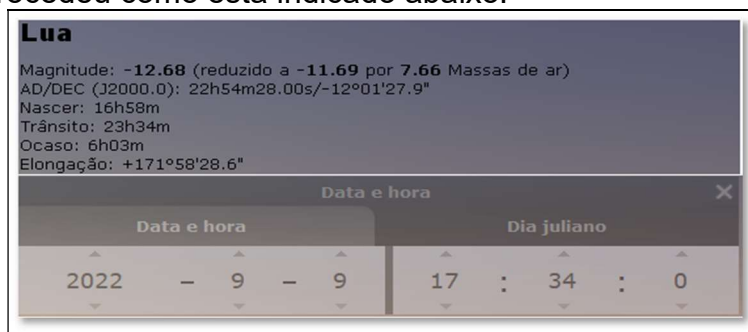 Lua
Magnitude: -12.68 (reduzido a -11.69 por 7.66 Massas de ar)
AD/DEC (J2000.0): 22h54m28.00s/-12°01'27.9"
Nascer: 16h58m
Trânsito: 23h34m
Ocaso: 6h03m
Elongação: +171°58'28.6"
Data e hora ×
Data e hora Dia juliano
2022 – 9 – 9 17 : 34 : 0